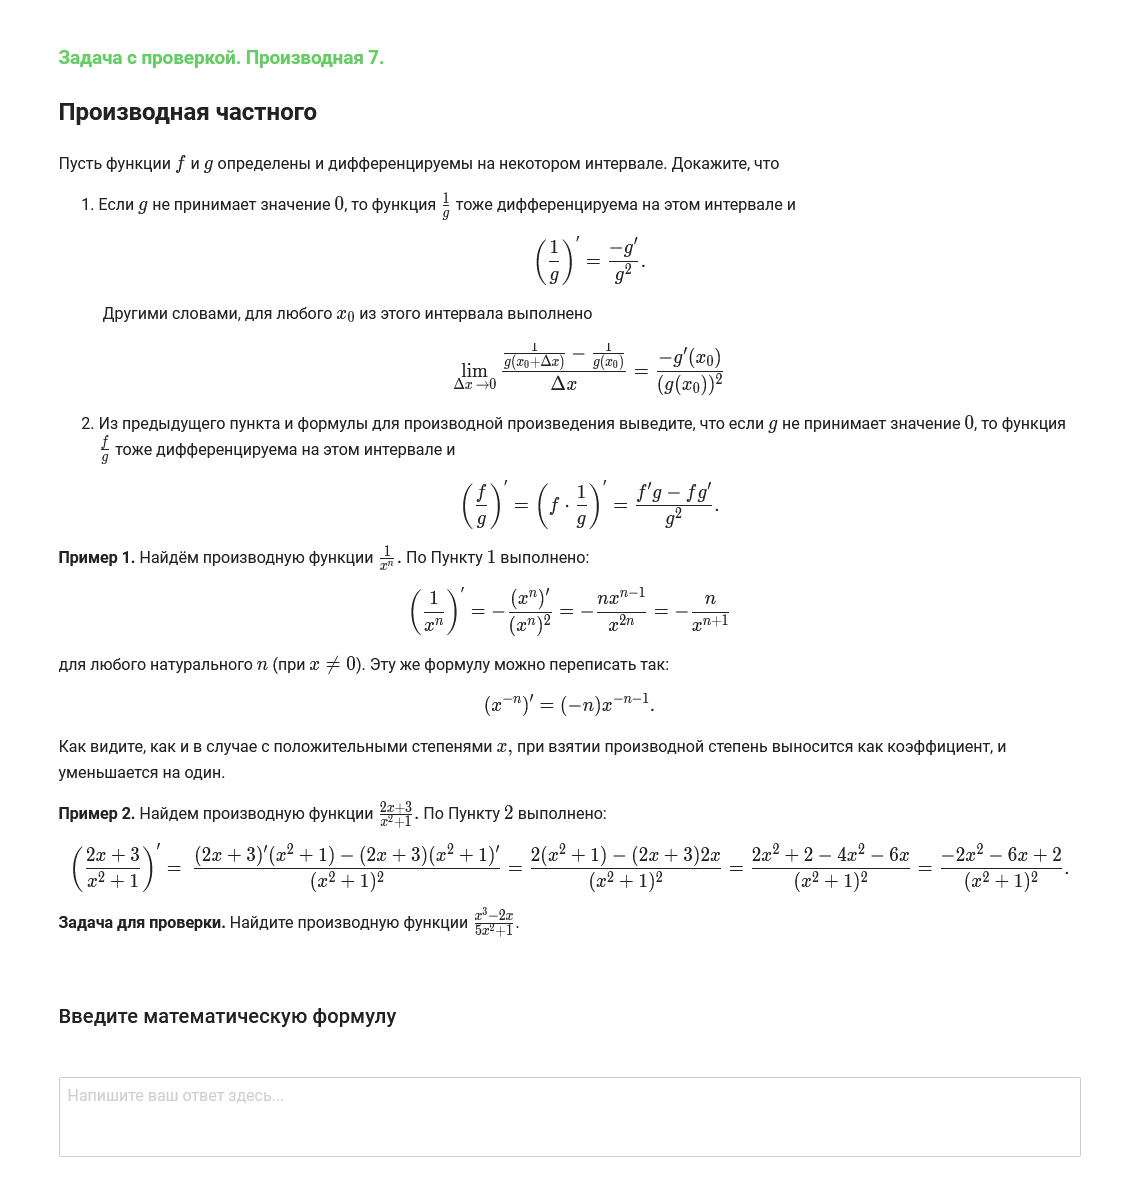 Задача с проверкой. Производная 7.
Производная частного
Пусть функции f и g определены и дифференцируемы на некотором интервале. Докажите, что
1. Если g не принимает значение 0, то функция \frac{1}{g} тоже дифференцируема на этом интервале и
\left(\frac{1}{g}\right)' = \frac{-g'}{g^2}.
Другими словами, для любого x_0 из этого интервала выполнено
\lim_{\Delta x \to 0} \frac{\frac{1}{g(x_0+\Delta x)} - \frac{1}{g(x_0)}}{\Delta x} = \frac{-g'(x_0)}{(g(x_0))^2}
2. Из предыдущего пункта и формулы для производной произведения выведите, что если g не принимает значение 0, то функция
\frac{f}{g} тоже дифференцируема на этом интервале и
\left(\frac{f}{g}\right)' = \left(f \cdot \frac{1}{g}\right)' = \frac{f'g - fg'}{g^2}.
Пример 1. Найдём производную функции \frac{1}{x^n}. По Пункту 1 выполнено:
\left(\frac{1}{x^n}\right)' = -\frac{(x^n)'}{(x^n)^2} = -\frac{nx^{n-1}}{x^{2n}} = -\frac{n}{x^{n+1}}
для любого натурального n (при x ≠ 0). Эту же формулу можно переписать так:
(x^{-n})' = (-n)x^{-n-1}.
Как видите, как и в случае с положительными степенями x, при взятии производной степень выносится как коэффициент, и
уменьшается на один.
Пример 2. Найдем производную функции \frac{2x+3}{x^2+1}. По Пункту 2 выполнено:
\left(\frac{2x+3}{x^2+1}\right)' = \frac{(2x+3)'(x^2+1) - (2x+3)(x^2+1)'}{(x^2+1)^2} = \frac{2(x^2+1) - (2x+3)2x}{(x^2+1)^2} = \frac{2x^2+2-4x^2-6x}{(x^2+1)^2} = \frac{-2x^2-6x+2}{(x^2+1)^2}.
Задача для проверки. Найдите производную функции \frac{x^3-2x}{5x^2+1}.
Введите математическую формулу
Напишите ваш ответ здесь...